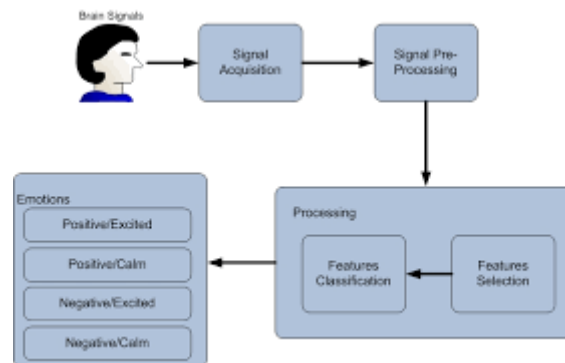 Brain Signals
Signal
Acquisition
Signal Pre-
Processing
Processing
Features
Selection
Features
Classification
Emotions
Positive/Excited
Positive/Calm
Negative/Excited
Negative/Calm